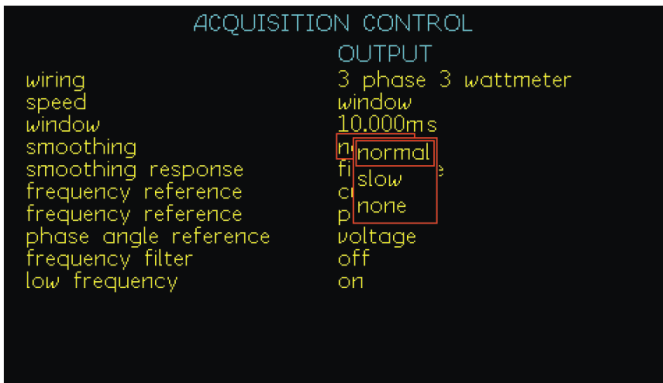 ACQUISITION CONTROL
OUTPUT
wiring 3 phase 3 wattmeter
speed window
window 10.000ms
smoothing normal
smoothing response
slow
frequency reference
none
frequency reference
phase angle reference voltage
frequency filter off
low frequency on